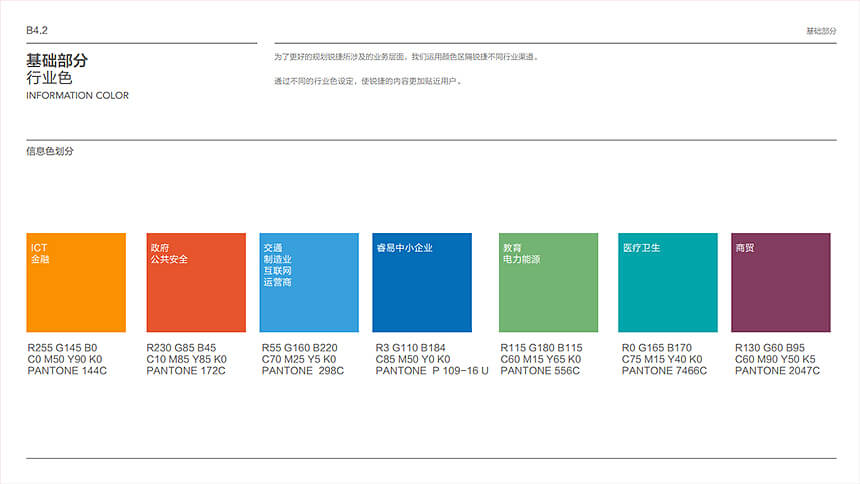 B4.2
基础部分
基础部分
行业色
INFORMATION COLOR
为了更好的规划锐捷所涉及的业务层面，我们运用颜色区隔锐捷不同行业渠道。
通过不同的行业色设定，使锐捷的内容更加贴近用户。
信息色划分
ICT
金融
R255 G145 B0
C0 M50 Y90 K0
PANTONE 144C
政府
公共安全
R230 G85 B45
C10 M85 Y85 K0
PANTONE 172C
交通
制造业
互联网
运营商
R55 G160 B220
C70 M25 Y5 K0
PANTONE 298C
睿易中小企业
R3 G110 B184
C85 M50 Y0 K0
PANTONE P 109-16 U
教育
电力能源
R115 G180 B115
C60 M15 Y65 K0
PANTONE 556C
医疗卫生
R0 G165 B170
C75 M15 Y40 K0
PANTONE 7466C
商贸
R130 G60 B95
C60 M90 Y50 K5
PANTONE 2047C